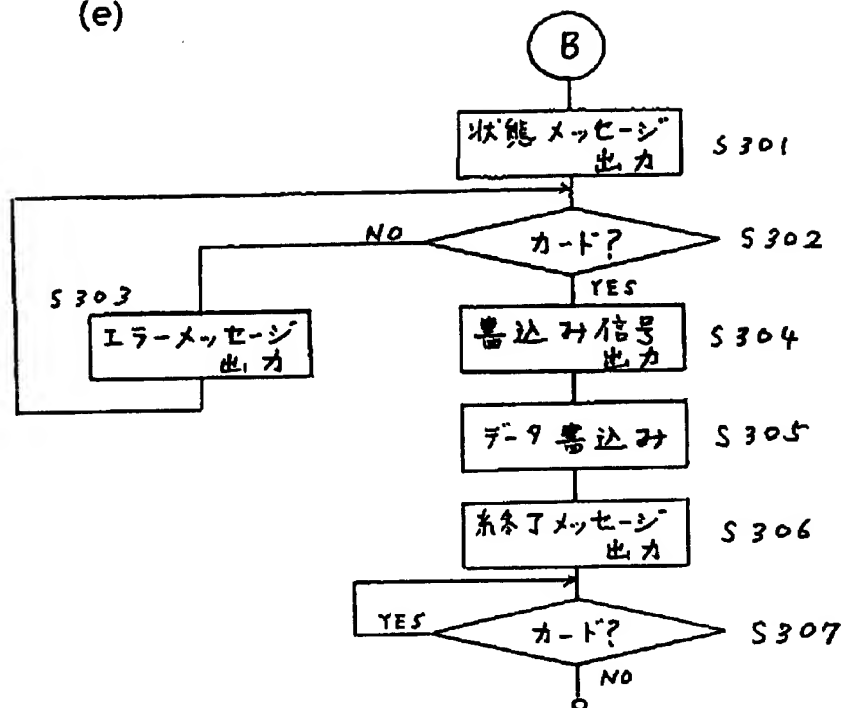 (e)
B
状態メッセージ
出力
S301
カード?
S302
NO
YES
S303
エラーメッセージ
出力
書込み信号
出力
S304
データ書込み
S305
終了メッセージ
出力
S306
カード?
S307
YES
NO